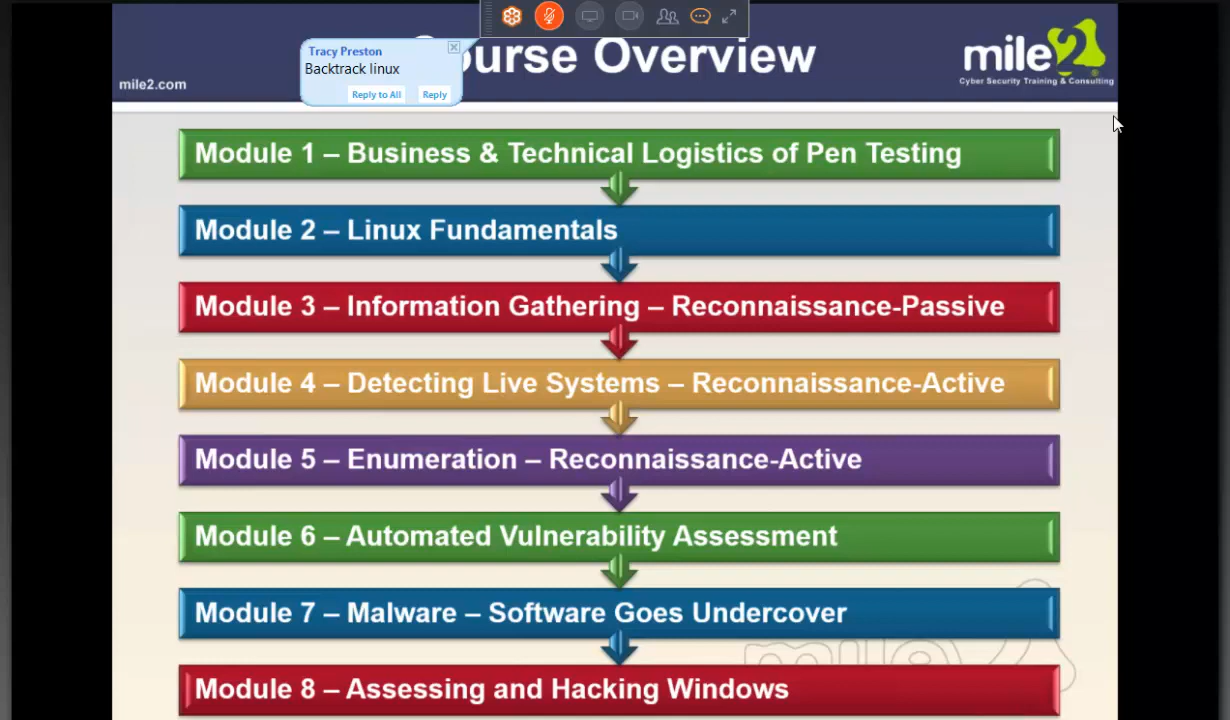 Tracy Preston
Backtrack linux
Reply to All Reply
ourse Overview
mile2.com
mile2
Cyber Security Training & Consulting
Module 1 – Business & Technical Logistics of Pen Testing
Module 2 – Linux Fundamentals
Module 3 – Information Gathering – Reconnaissance-Passive
Module 4 – Detecting Live Systems – Reconnaissance-Active
Module 5 – Enumeration – Reconnaissance-Active
Module 6 – Automated Vulnerability Assessment
Module 7 – Malware – Software Goes Undercover
mile2
Module 8 – Assessing and Hacking Windows